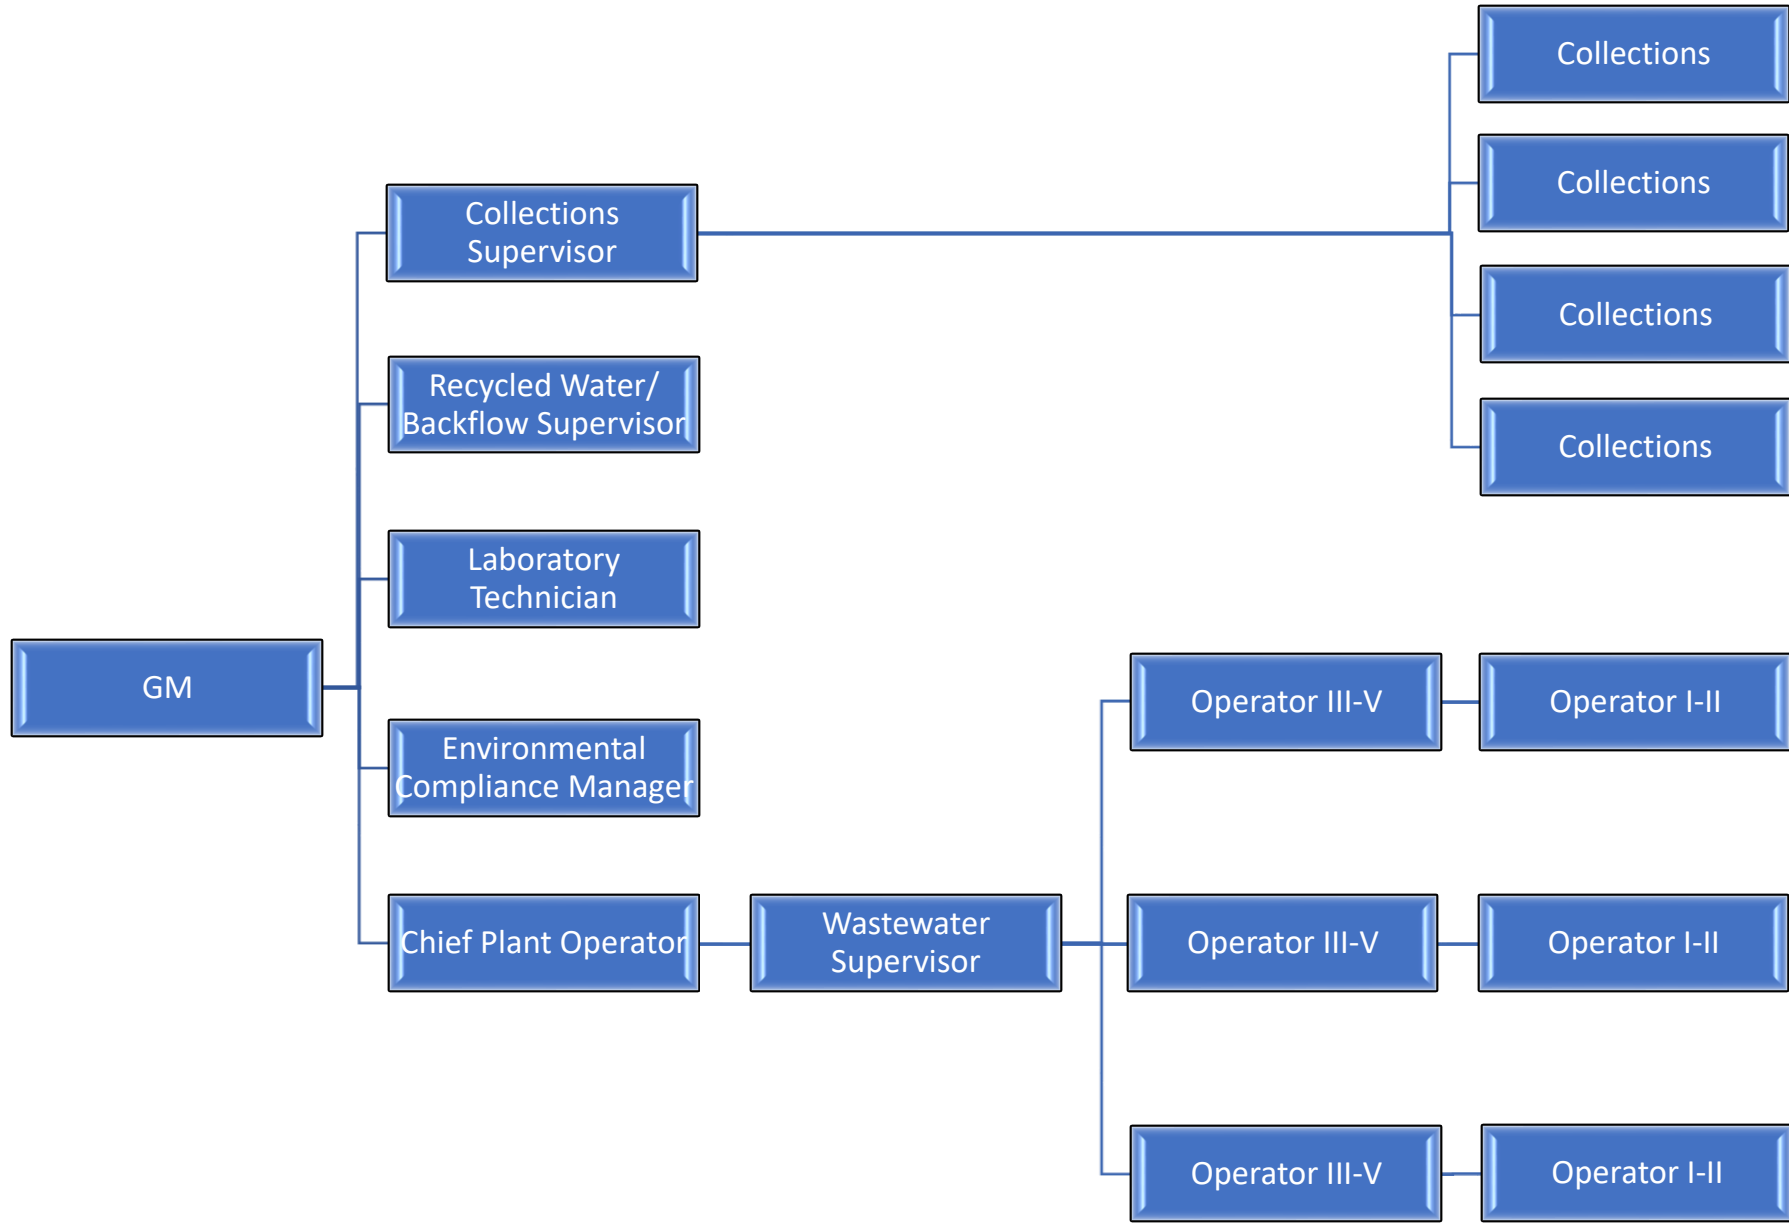 Collections
Collections
Collections
Supervisor
Collections
Recycled Water/
Backflow Supervisor
Collections
Laboratory
Technician
GM
Operator III-V
Operator I-II
Environmental
Compliance Manager
Chief Plant Operator
Wastewater
Supervisor
Operator III-V
Operator I-II
Operator III-V
Operator I-II